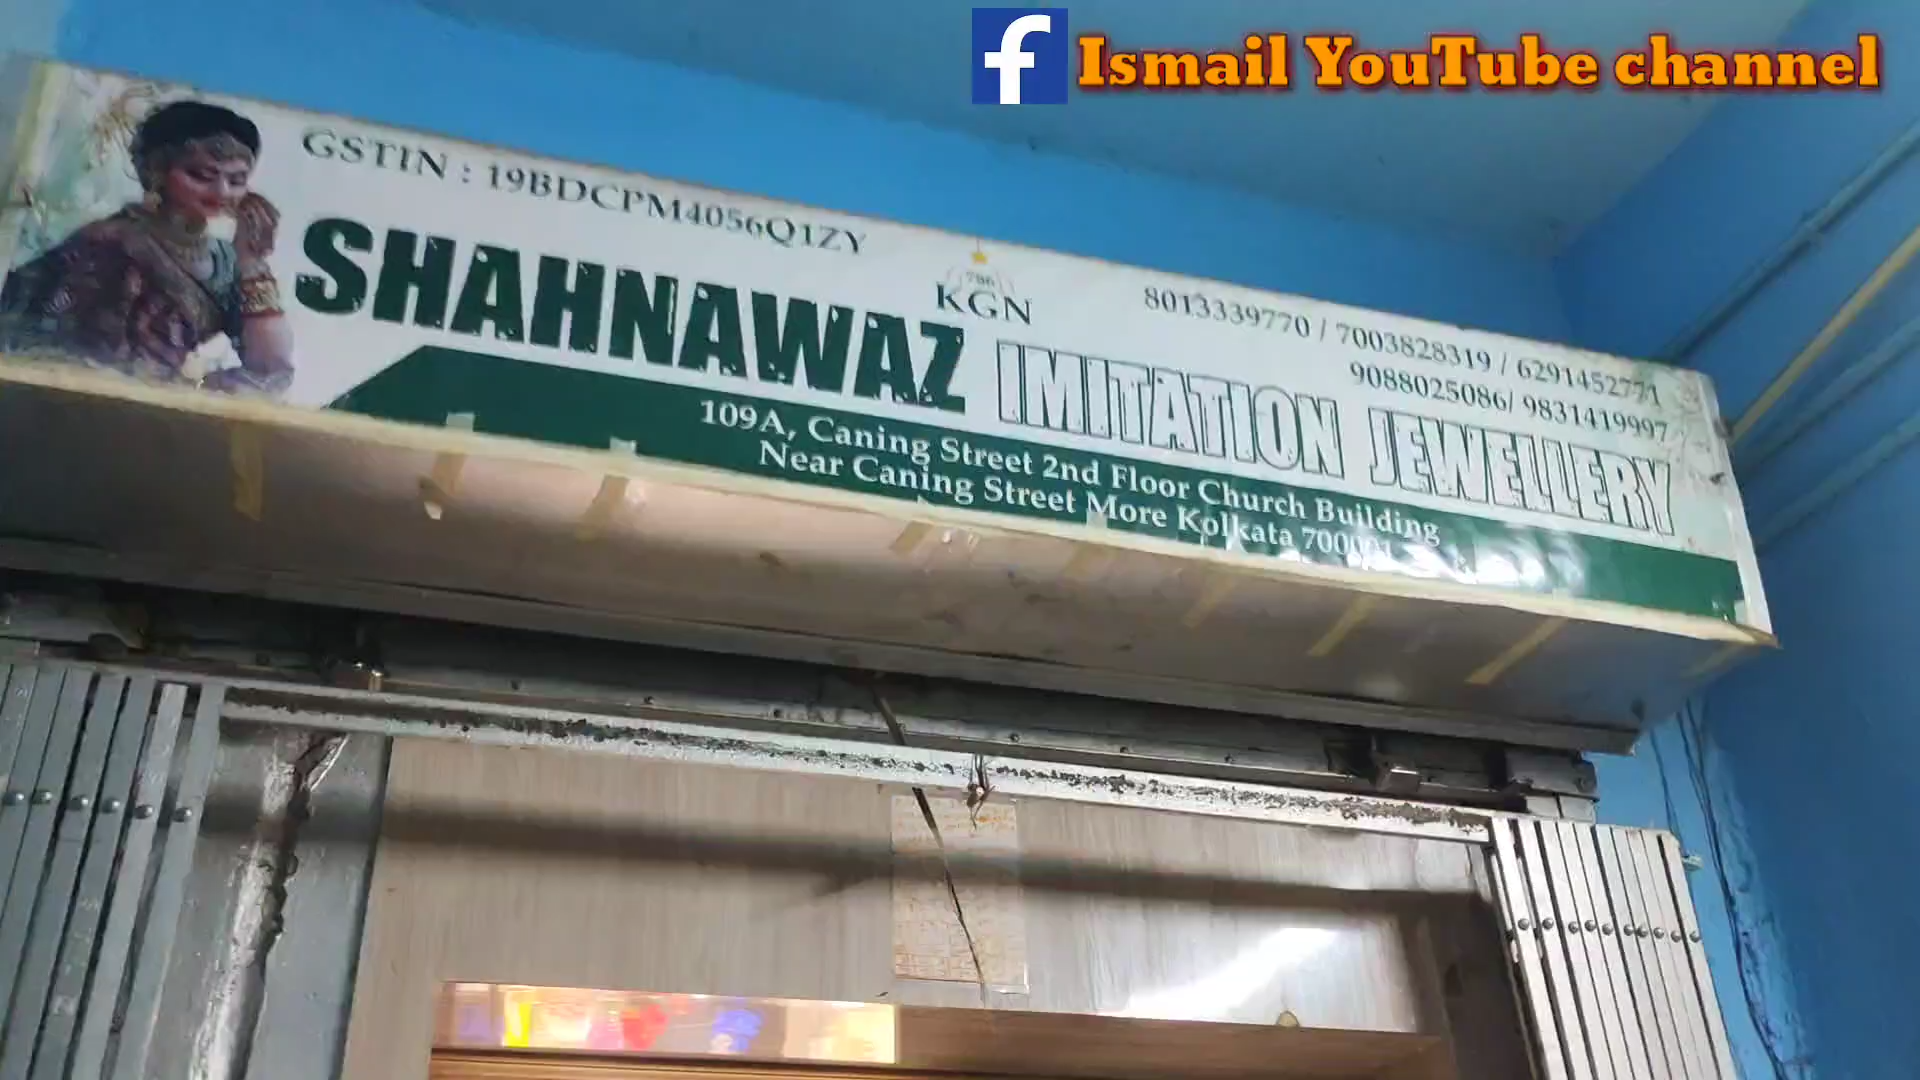 f Ismail YouTube channel
GSTIN : 19BDCPM4056Q1ZY
786
KGN
8013339770 / 7003828319 / 6291452771
9088025086/ 9831419997
SHAHNAWAZ IMITATION JEWELLERY
109A, Caning Street 2nd Floor Church Building
Near Caning Street More Kolkata 700001